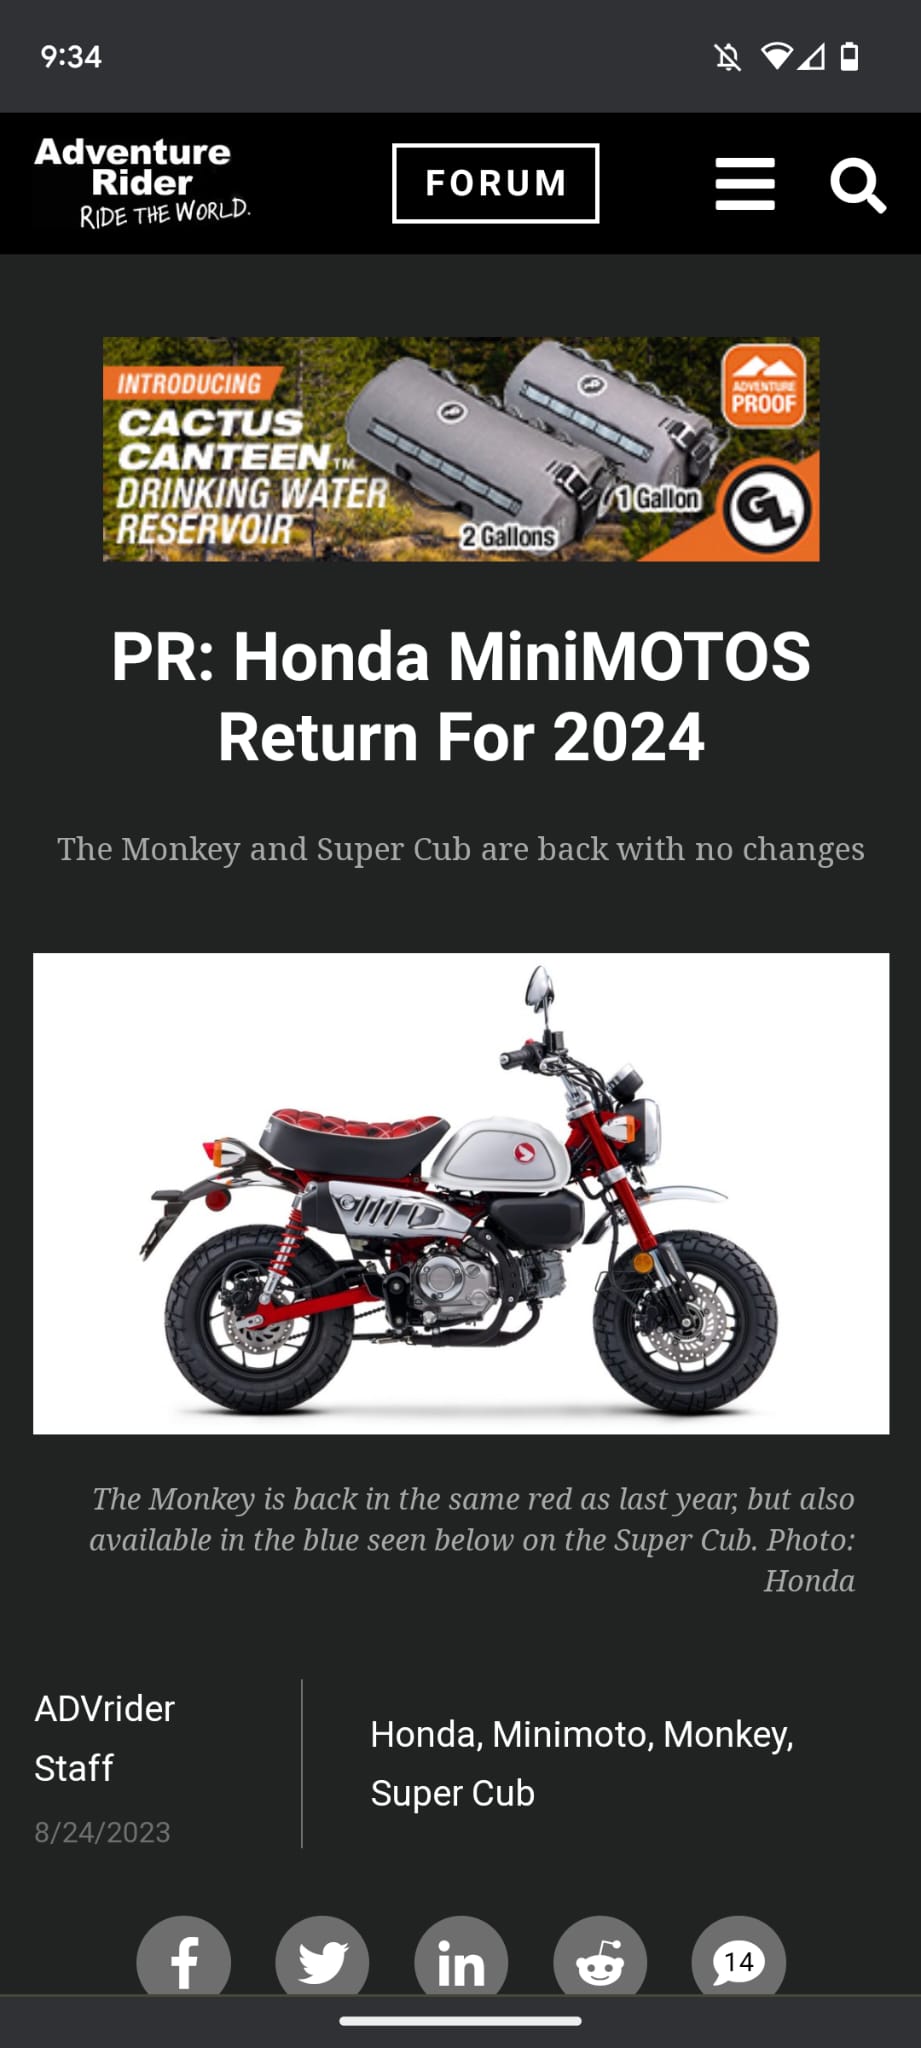 9:34
Adventure
Rider
RIDE THE WORLD.
FORUM
INTRODUCING
CACTUS
CANTEEN™
DRINKING WATER
RESERVOIR
2 Gallons
1 Gallon
ADVENTURE
PROOF
GL
PR: Honda MiniMOTOS
Return For 2024
The Monkey and Super Cub are back with no changes
The Monkey is back in the same red as last year, but also
available in the blue seen below on the Super Cub. Photo:
Honda
ADVrider
Staff
8/24/2023
Honda, Minimoto, Monkey,
Super Cub
14